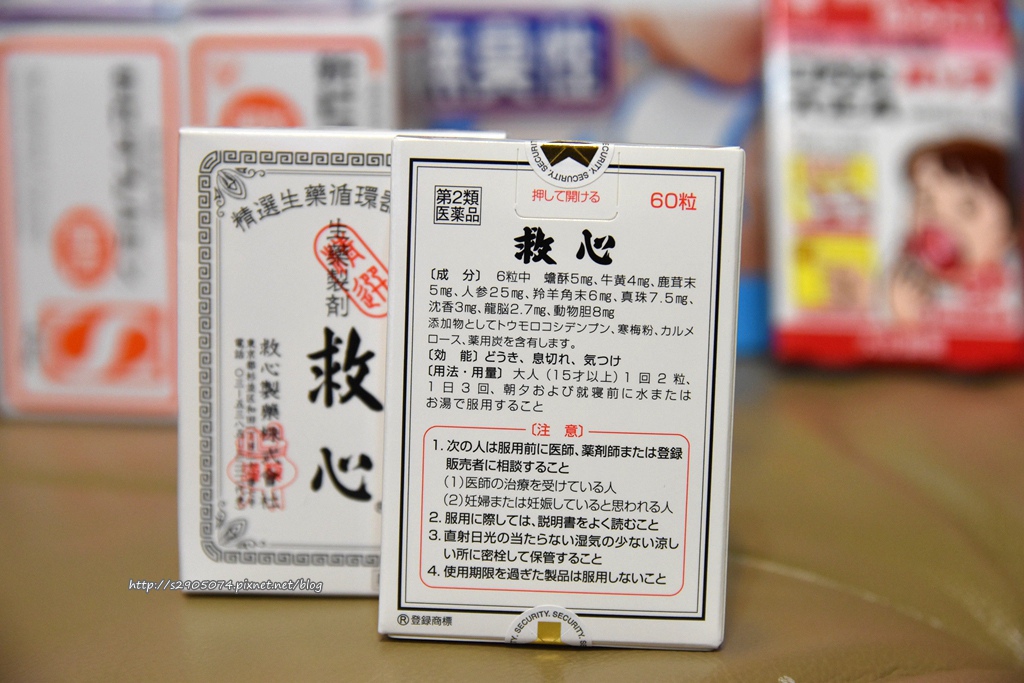 精選生藥循環器
生薬製剤
救心
救心製藥株式會社
無臭性
SECURITY. SECURITY. SECURITY.
押して開ける
第2類
医薬品
60粒
救心
〔成 分〕 6粒中 蟾酥5mg、牛黄4mg、鹿茸末
5mg、人参25mg、羚羊角末6mg、真珠7.5mg、
沈香3mg、龍脳2.7mg、動物胆8mg
添加物としてトウモロコシデンプン、寒梅粉、カルメ
ロース、薬用炭を含有します。
〔効 能〕どうき、息切れ、気つけ
〔用法・用量〕大人(15才以上)1回2粒、
1日3回、朝夕および就寝前に水または
お湯で服用すること
〔注 意〕
1. 次の人は服用前に医師、薬剤師または登録
販売者に相談すること
(1)医師の治療を受けている人
(2)妊婦または妊娠していると思われる人
2. 服用に際しては、説明書をよく読むこと
3. 直射日光の当たらない湿気の少ない涼し
い所に密栓して保管すること
4. 使用期限を過ぎた製品は服用しないこと
®登録商標
SECURITY. SECURITY. SECURITY.
http://s2905074.pixnet.net/blog